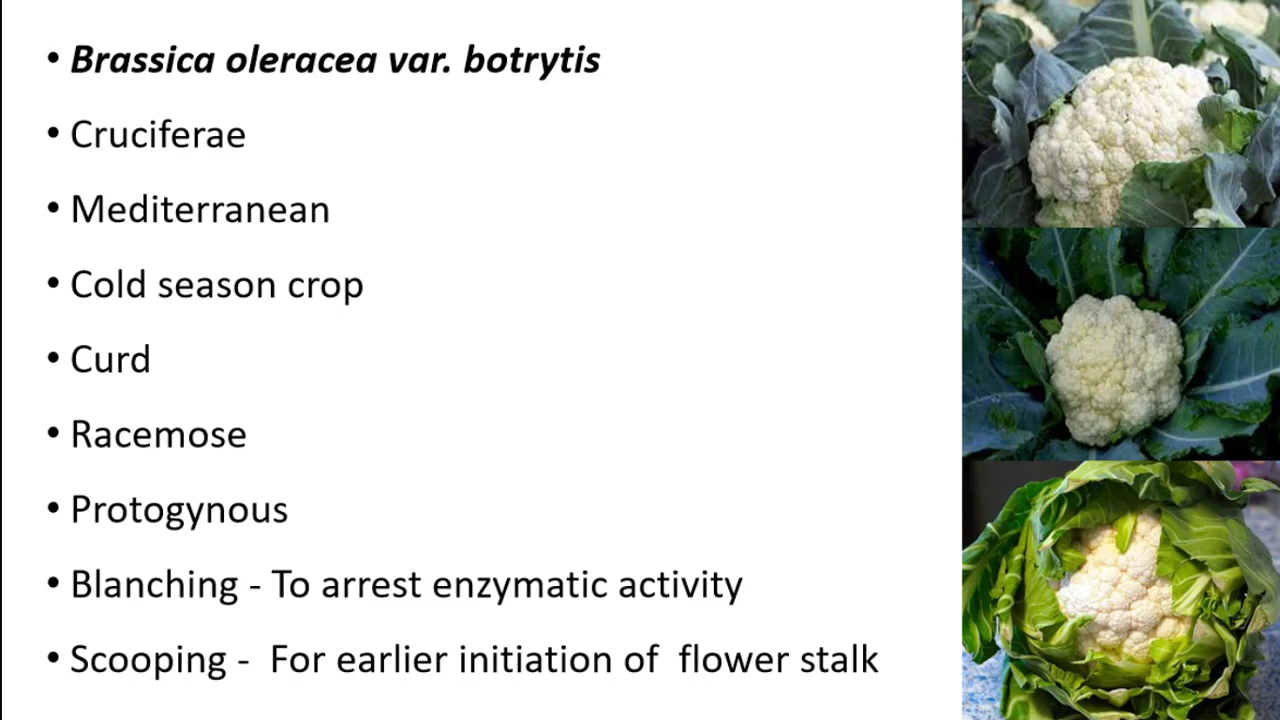 • Brassica oleracea var. botrytis
• Cruciferae
• Mediterranean
• Cold season crop
• Curd
• Racemose
• Protogynous
• Blanching - To arrest enzymatic activity
• Scooping -  For earlier initiation of  flower stalk